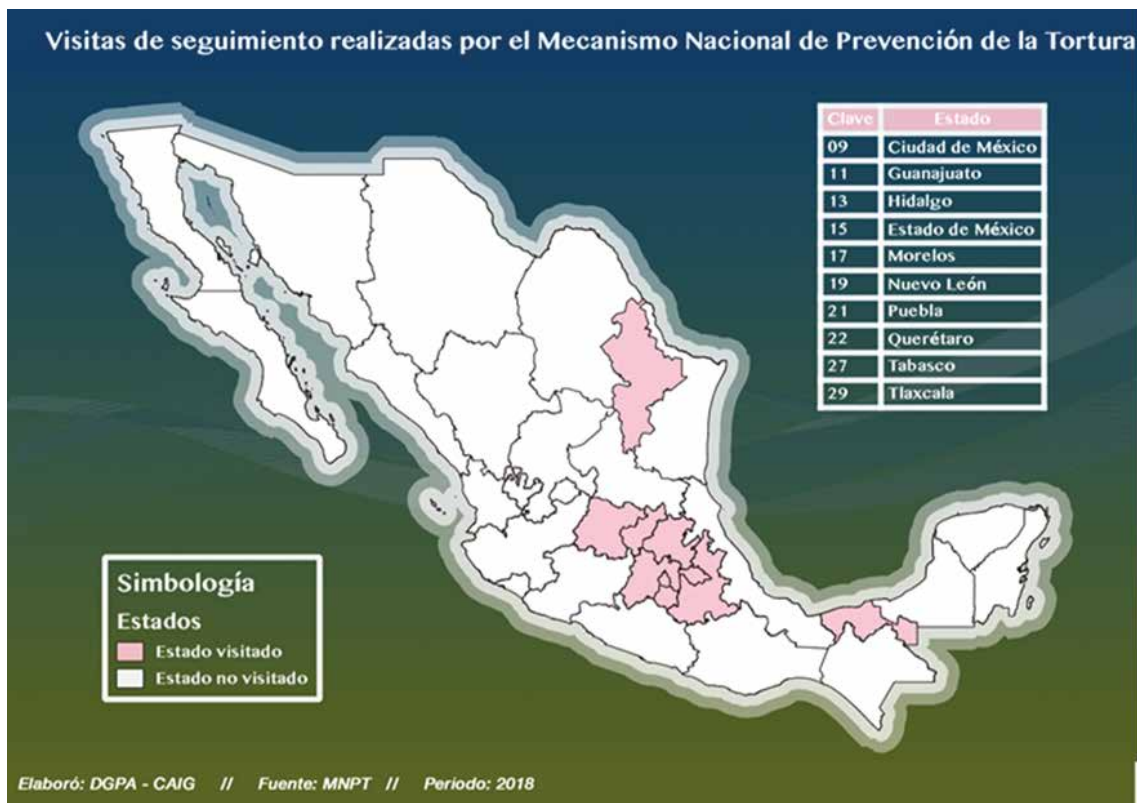 Visitas de seguimiento realizadas por el Mecanismo Nacional de Prevención de la Tortura
Clave Estado
09 Ciudad de México
11 Guanajuato
13 Hidalgo
15 Estado de México
17 Morelos
19 Nuevo León
21 Puebla
22 Querétaro
27 Tabasco
29 Tlaxcala
Simbología
Estados
Estado visitado
Estado no visitado
Elaboró: DGPA - CAIG // Fuente: MNPT // Periodo: 2018